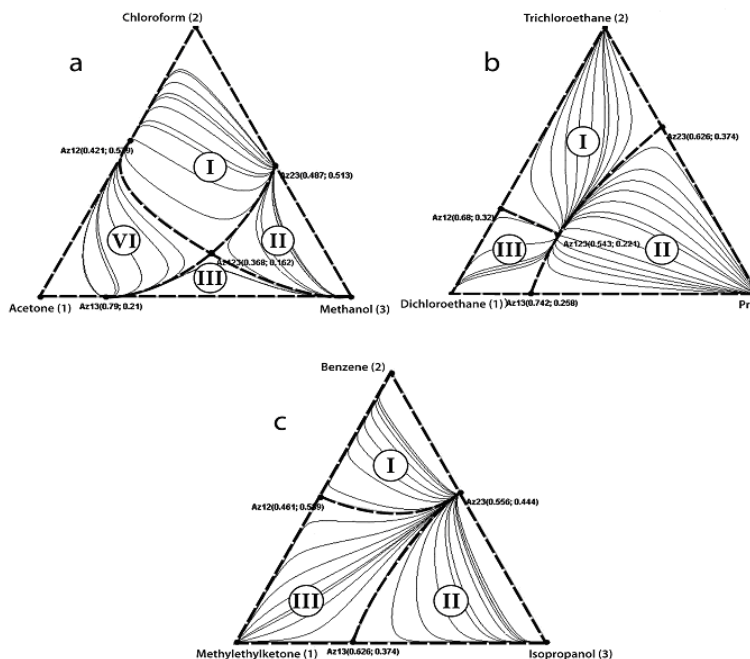 Chloroform (2)
a
Az12(0.421; 0.579)
I
Az23(0.487; 0.513)
VI
II
Az123(0.368; 0.162)
III
Acetone (1)
Az13(0.79; 0.21)
Methanol (3)
Trichloroethane (2)
b
I
Az23(0.626; 0.374)
Az12(0.68; 0.32)
Az123(0.543; 0.221)
III
II
Dichloroethane (1)
Az13(0.742; 0.258)
Pr
Benzene (2)
c
I
Az12(0.461; 0.539)
Az23(0.556; 0.444)
III
II
Methylethylketone (1)
Az13(0.626; 0.374)
Isopropanol (3)